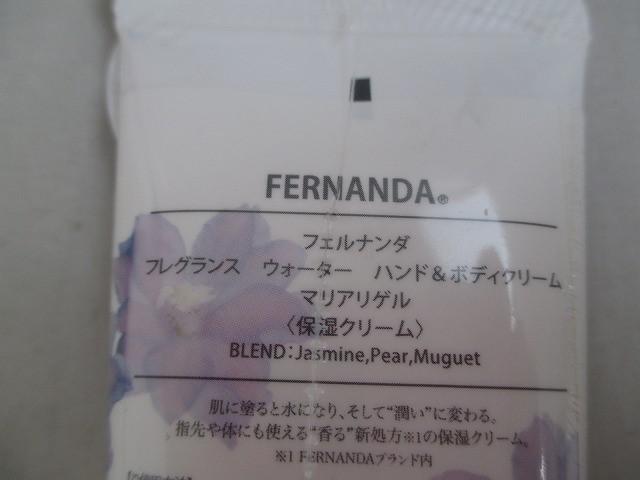 FERNANDA®
フェルナンダ
フレグランス ウォーター ハンド&ボディクリーム
マリアリゲル
〈保湿クリーム〉
BLEND:Jasmine,Pear,Muguet
肌に塗ると水になり、そして"潤い"に変わる。
指先や体にも使える"香る"新処方※1の保湿クリーム。
※1 FERNANDAブランド内